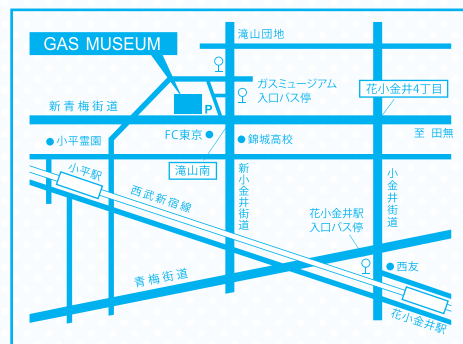 滝山団地
GAS MUSEUM
ガスミュージアム
入口バス停
花小金井4丁目
新青梅街道
P
FC東京
錦城高校
至 田無
小平霊園
滝山南
小平駅
西武新宿線
新小金井街道
小金井街道
花小金井駅
入口バス停
青梅街道
西友
花小金井駅